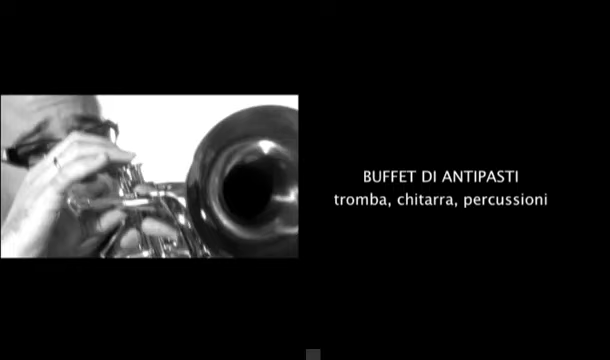 BUFFET DI ANTIPASTI
tromba, chitarra, percussioni